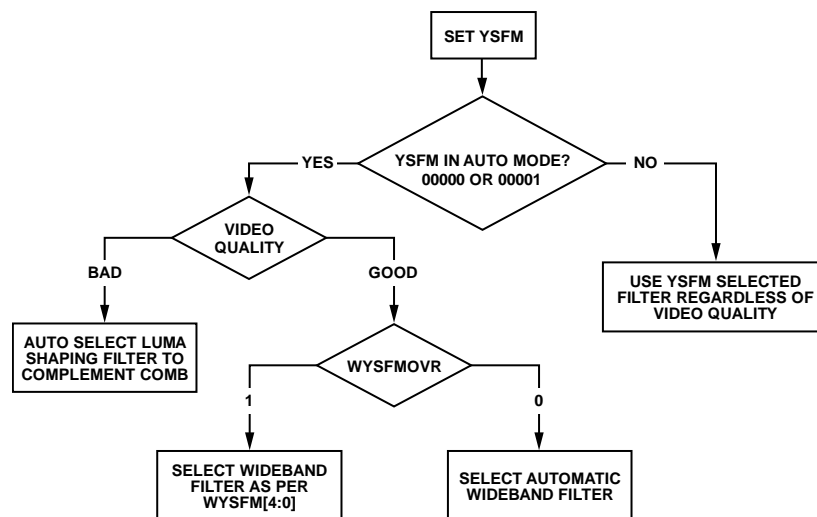 SET YSFM
YSFM IN AUTO MODE?
00000 OR 00001
YES
NO
VIDEO
QUALITY
BAD
GOOD
USE YSFM SELECTED
FILTER REGARDLESS OF
VIDEO QUALITY
AUTO SELECT LUMA
SHAPING FILTER TO
COMPLEMENT COMB
WYSFMOVR
1
0
SELECT WIDEBAND
FILTER AS PER
WYSFM[4:0]
SELECT AUTOMATIC
WIDEBAND FILTER